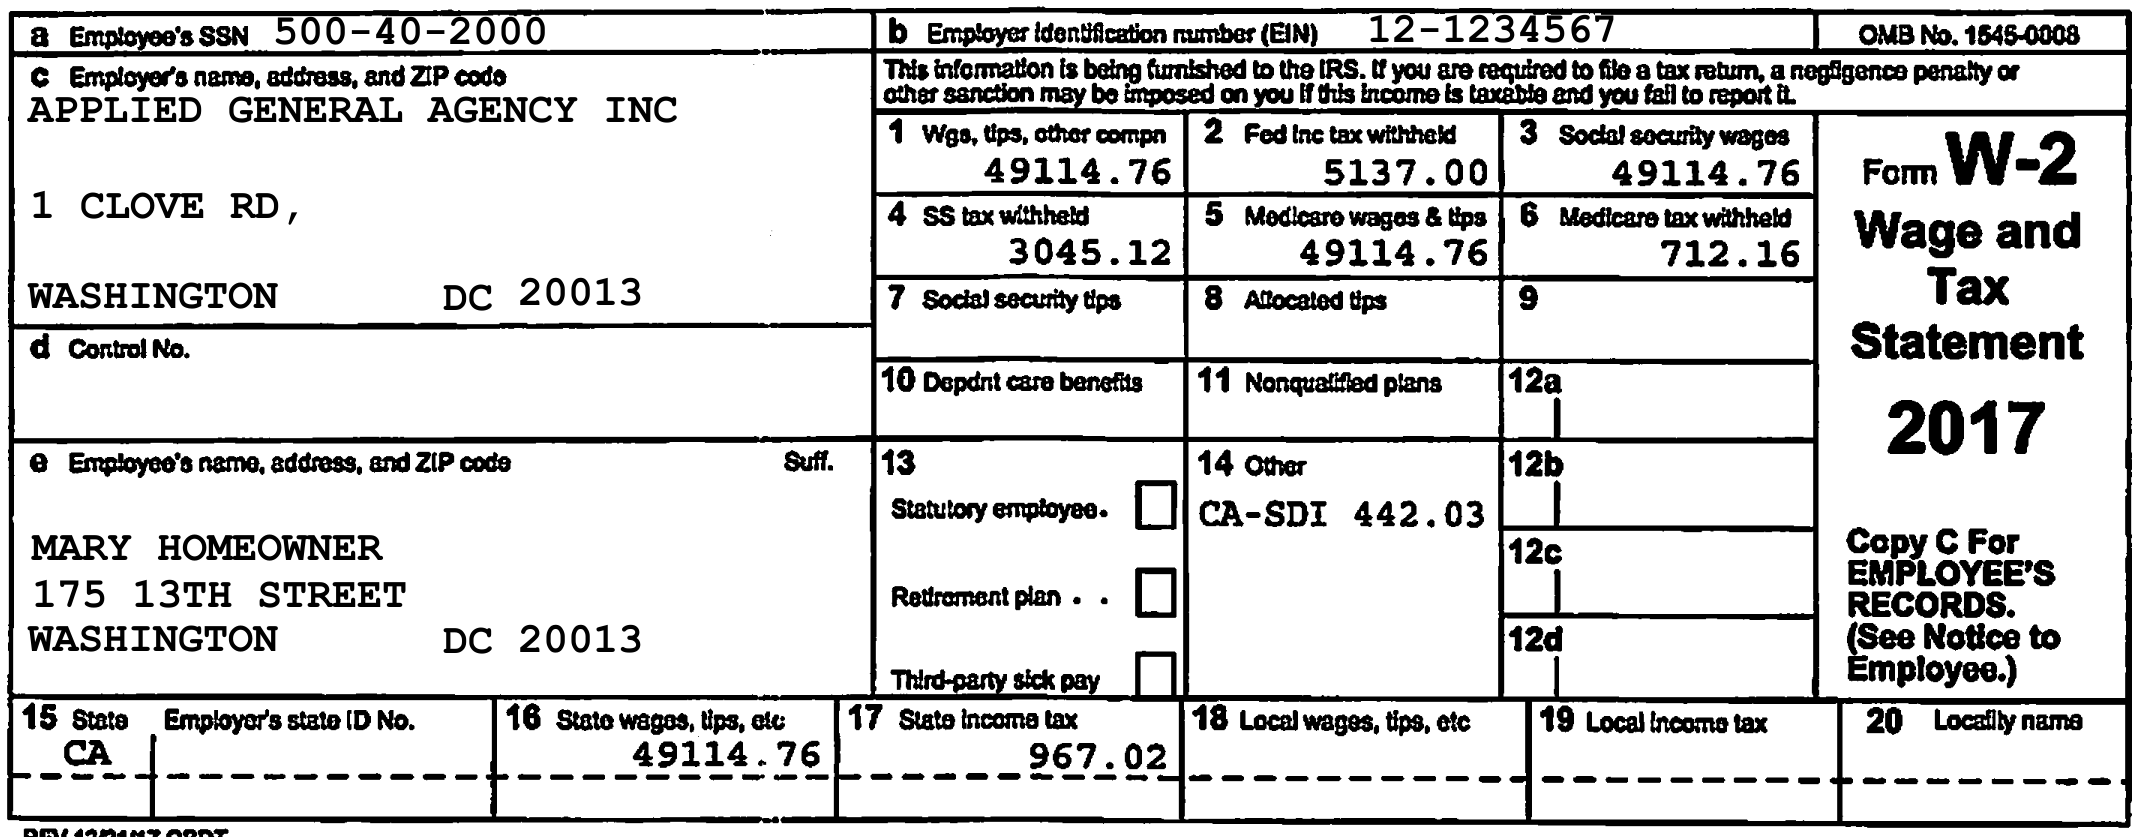 a Employee's SSN 500-40-2000
b Employer identification number (EIN) 12-1234567
OMB No. 1545-0008
c Employer's name, address, and ZIP code
APPLIED GENERAL AGENCY INC
1 CLOVE RD,
WASHINGTON DC 20013
This information is being furnished to the IRS. If you are required to file a tax return, a negligence penalty or
other sanction may be imposed on you if this income is taxable and you fail to report it.
1 Wgs, tips, other compn
49114.76
2 Fed inc tax withheld
5137.00
3 Social security wages
49114.76
4 SS tax withheld
3045.12
5 Medicare wages & tips
49114.76
6 Medicare tax withheld
712.16
7 Social security tips
8 Allocated tips
9
d Control No.
10 Depdnt care benefits
11 Nonqualified plans
12a
Form W-2
Wage and
Tax
Statement
2017
Copy C For
EMPLOYEE'S
RECORDS.
(See Notice to
Employee.)
e Employee's name, address, and ZIP code Suff.
MARY HOMEOWNER
175 13TH STREET
WASHINGTON DC 20013
13
Statutory employee.
Retirement plan . .
Third-party sick pay
14 Other
CA-SDI 442.03
12b
12c
12d
15 State Employer's state ID No.
CA
16 State wages, tips, etc
49114.76
17 State income tax
967.02
18 Local wages, tips, etc
19 Local income tax
20 Locality name